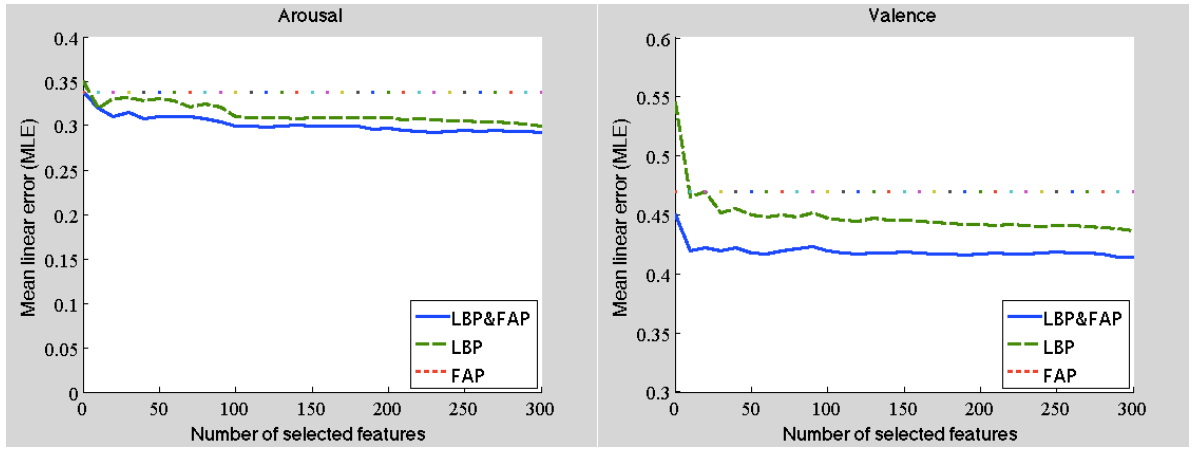 Arousal
Mean linear error (MLE)
0.4
0.35
0.3
0.25
0.2
0.15
0.1
0.05
0
LBP&FAP
LBP
FAP
0 50 100 150 200 250 300
Number of selected features
Valence
Mean linear error (MLE)
0.6
0.55
0.5
0.45
0.4
0.35
0.3
LBP&FAP
LBP
FAP
0 50 100 150 200 250 300
Number of selected features